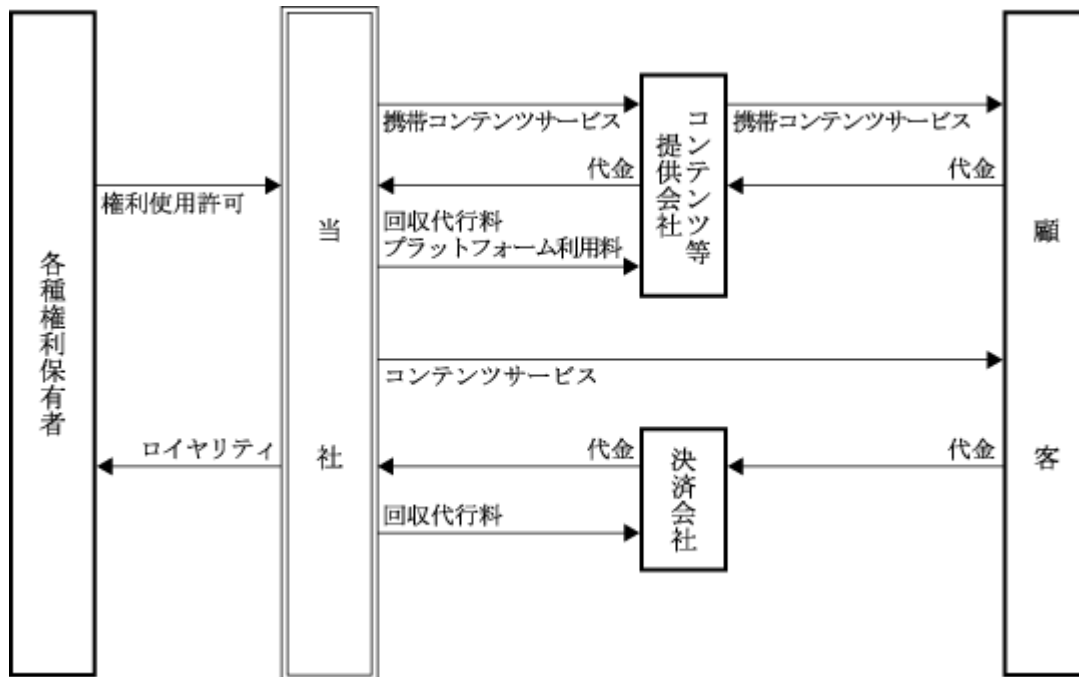 各種権利保有者
権利使用許可
ロイヤリティ
当社
携帯コンテンツサービス
代金
回収代行料
プラットフォーム利用料
コンテンツ等
提供会社
携帯コンテンツサービス
代金
コンテンツサービス
代金
回収代行料
決済会社
代金
顧客